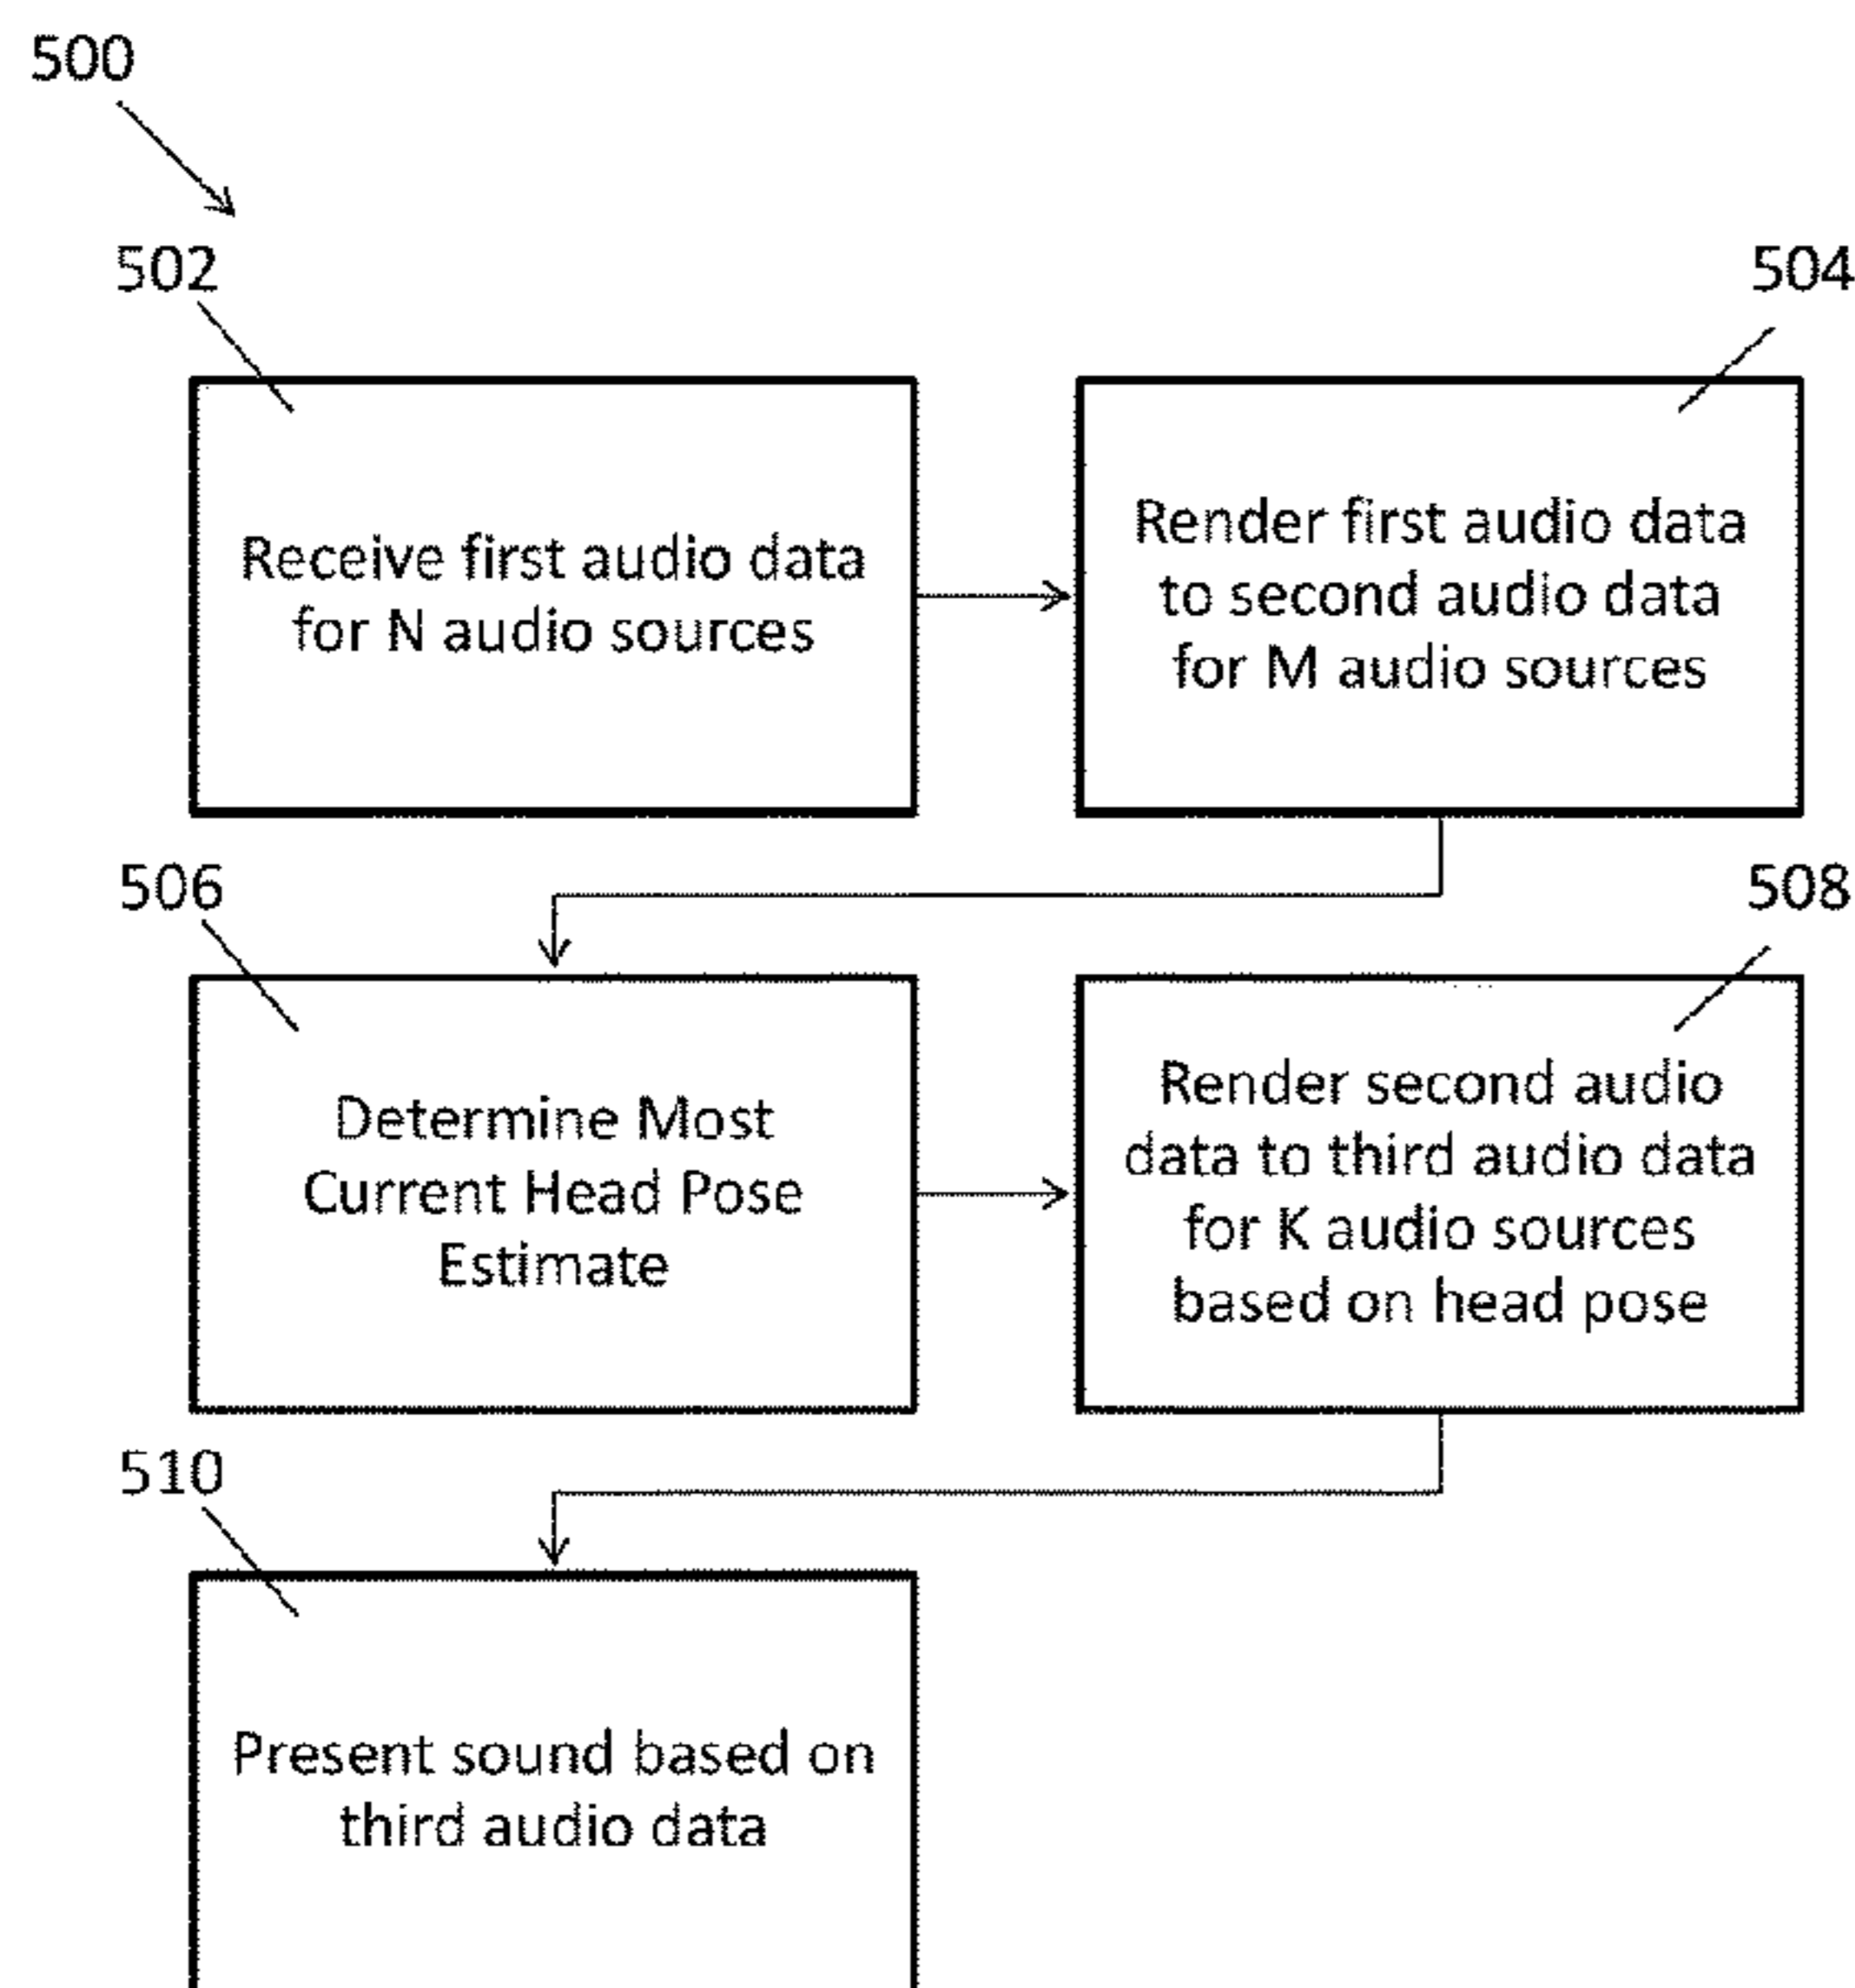 500
502
504
Receive first audio data
for N audio sources
Render first audio data
to second audio data
for M audio sources
506
508
Determine Most
Current Head Pose
Estimate
Render second audio
data to third audio data
for K audio sources
based on head pose
510
Present sound based on
third audio data